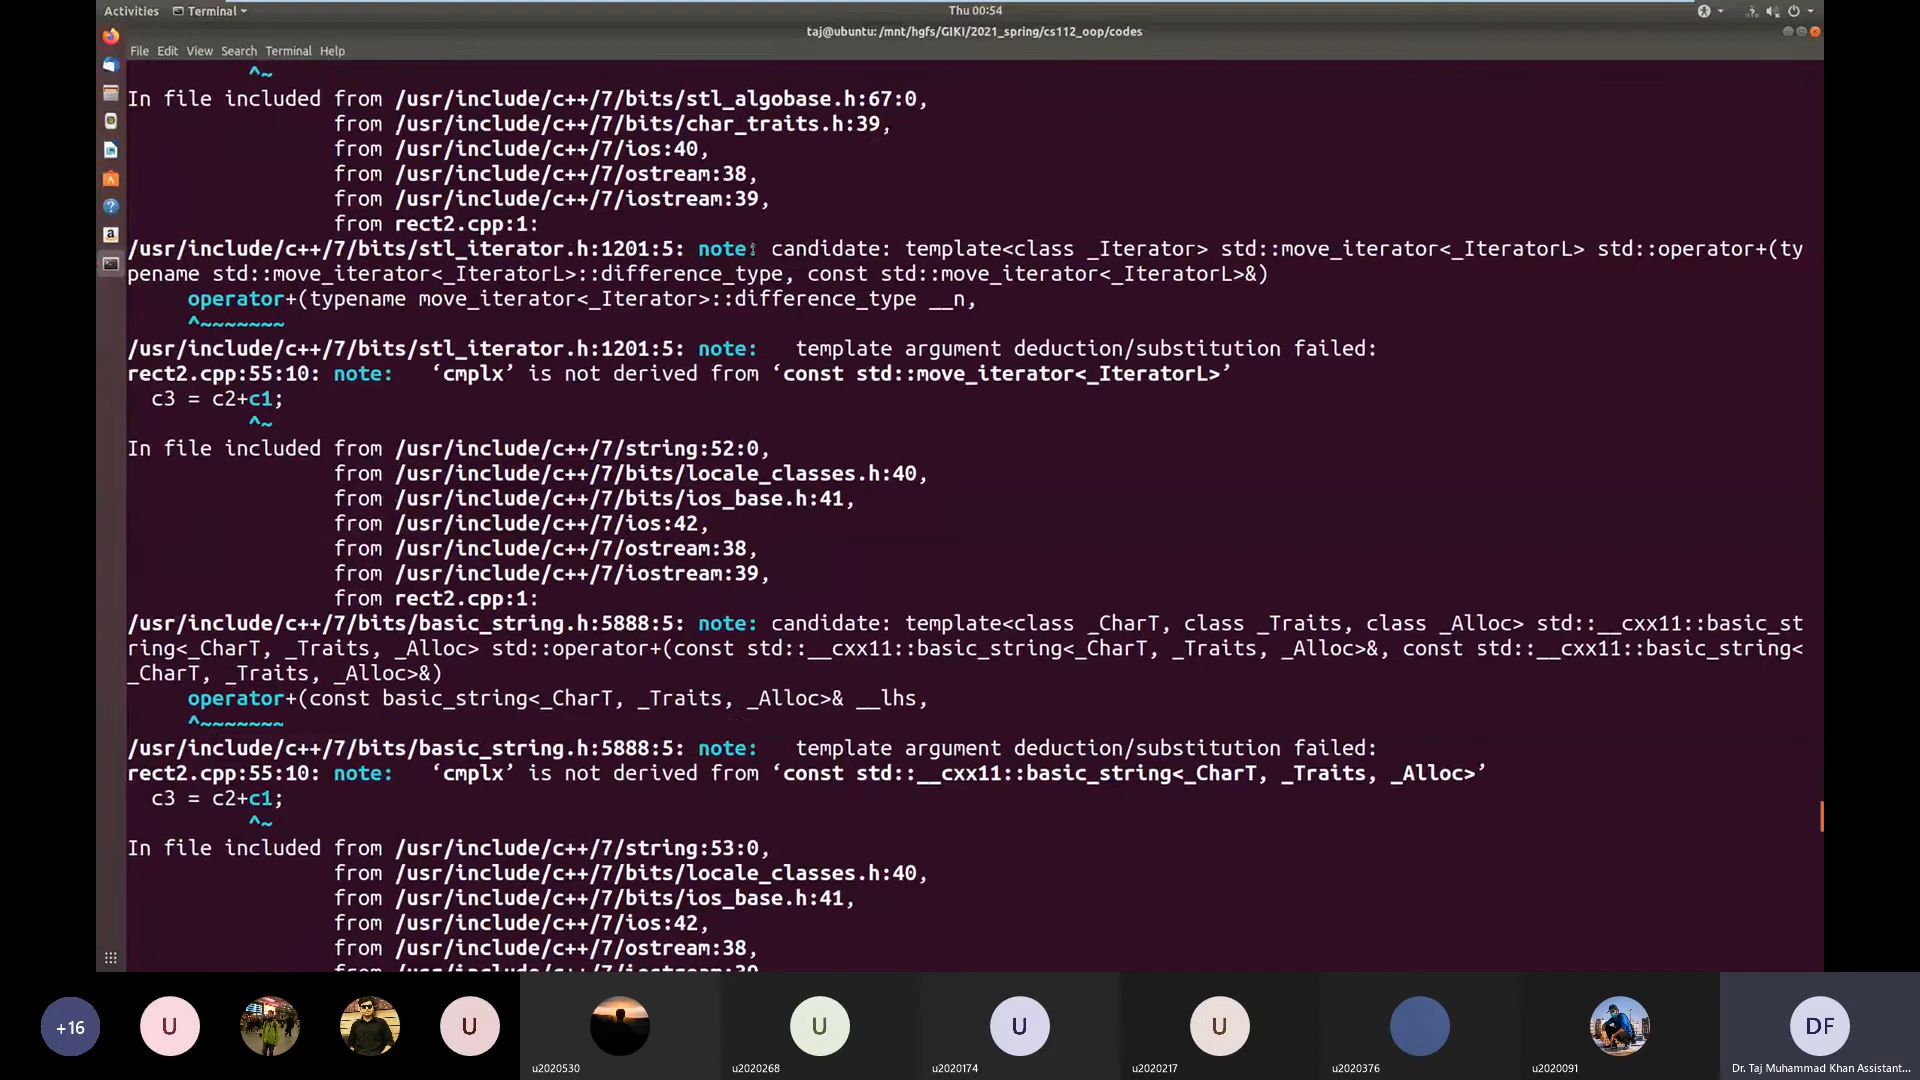 Activities Terminal Thu 00:54
taj@ubuntu: /mnt/hgfs/GIKI/2021_spring/cs112_oop/codes
File Edit View Search Terminal Help
^~
In file included from /usr/include/c++/7/bits/stl_algobase.h:67:0,
from /usr/include/c++/7/bits/char_traits.h:39,
from /usr/include/c++/7/ios:40,
from /usr/include/c++/7/ostream:38,
from /usr/include/c++/7/iostream:39,
from rect2.cpp:1:
/usr/include/c++/7/bits/stl_iterator.h:1201:5: note: candidate: template<class _Iterator> std::move_iterator<_IteratorL> std::operator+(ty
pename std::move_iterator<_IteratorL>::difference_type, const std::move_iterator<_IteratorL>&)
operator+(typename move_iterator<_Iterator>::difference_type __n,
^~~~~~~~
/usr/include/c++/7/bits/stl_iterator.h:1201:5: note:   template argument deduction/substitution failed:
rect2.cpp:55:10: note:   ‘cmplx’ is not derived from ‘const std::move_iterator<_IteratorL>’
c3 = c2+c1;
^~
In file included from /usr/include/c++/7/string:52:0,
from /usr/include/c++/7/bits/locale_classes.h:40,
from /usr/include/c++/7/bits/ios_base.h:41,
from /usr/include/c++/7/ios:42,
from /usr/include/c++/7/ostream:38,
from /usr/include/c++/7/iostream:39,
from rect2.cpp:1:
/usr/include/c++/7/bits/basic_string.h:5888:5: note: candidate: template<class _CharT, class _Traits, class _Alloc> std::__cxx11::basic_st
ring<_CharT, _Traits, _Alloc> std::operator+(const std::__cxx11::basic_string<_CharT, _Traits, _Alloc>&, const std::__cxx11::basic_string<
_CharT, _Traits, _Alloc>&)
operator+(const basic_string<_CharT, _Traits, _Alloc>& __lhs,
^~~~~~~~
/usr/include/c++/7/bits/basic_string.h:5888:5: note:   template argument deduction/substitution failed:
rect2.cpp:55:10: note:   ‘cmplx’ is not derived from ‘const std::__cxx11::basic_string<_CharT, _Traits, _Alloc>’
c3 = c2+c1;
^~
In file included from /usr/include/c++/7/string:53:0,
from /usr/include/c++/7/bits/locale_classes.h:40,
from /usr/include/c++/7/bits/ios_base.h:41,
from /usr/include/c++/7/ios:42,
from /usr/include/c++/7/ostream:38,
from /usr/include/c++/7/iostream:39,
+16 U U U U U DF
u2020530 u2020268 u2020174 u2020217 u2020376 u2020091 Dr. Taj Muhammad Khan Assistant...